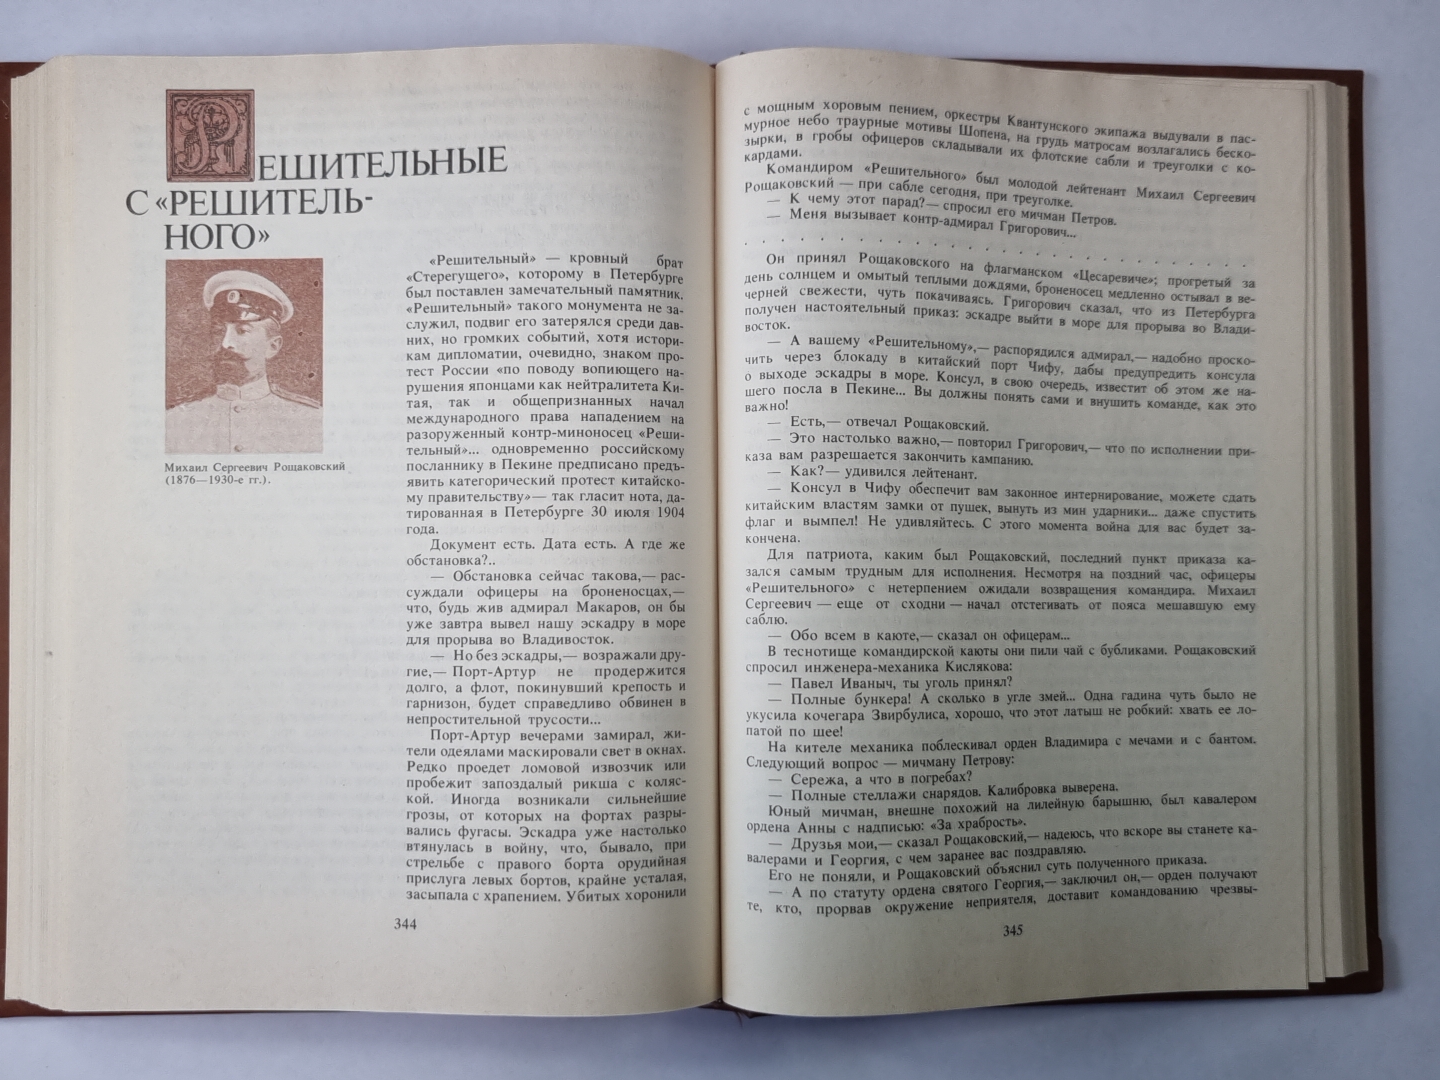 РЕШИТЕЛЬНЫЕ
С «РЕШИТЕЛЬ-
НОГО»
Михаил Сергеевич Рощаковский
(1876—1930-е гг.).
«Решительный» — кровный брат
«Стерегущего», которому в Петербурге
был поставлен замечательный памятник.
«Решительный» такого монумента не за-
служил, подвиг его затерялся среди дав-
них, но громких событий, хотя истори-
кам дипломатии, очевидно, знаком про-
тест России «по поводу вопиющего на-
рушения японцами как нейтралитета Ки-
тая, так и общепризнанных начал
международного права нападением на
разоруженный контр-миноносец «Реши-
тельный»... одновременно российскому
посланнику в Пекине предписано предъ-
явить категорический протест китайско-
му правительству»— так гласит нота, да-
тированная в Петербурге 30 июля 1904
года.
Документ есть. Дата есть. А где же
обстановка?..
— Обстановка сейчас такова,— рас-
суждали офицеры на броненосцах,—
что, будь жив адмирал Макаров, он бы
уже завтра вывел нашу эскадру в море
для прорыва во Владивосток.
— Но без эскадры,— возражали дру-
гие,— Порт-Артур не продержится
долго, а флот, покинувший крепость и
гарнизон, будет справедливо обвинен в
непростительной трусости...
Порт-Артур вечерами замирал, жи-
тели одеялами маскировали свет в окнах.
Редко проедет ломовой извозчик или
пробежит запоздалый рикша с коляс-
кой. Иногда возникали сильнейшие
грозы, от которых на фортах разры-
вались фугасы. Эскадра уже настолько
втянулась в войну, что, бывало, при
стрельбе с правого борта орудийная
прислуга левых бортов, крайне усталая,
засыпала с храпением. Убитых хоронили
344
с мощным хоровым пением, оркестры Квантунского экипажа выдували в пас-
мурное небо траурные мотивы Шопена, на грудь матросам возлагались беско-
зырки, в гробы офицеров складывали их флотские сабли и треуголки с ко-
кардами.
Командиром «Решительного» был молодой лейтенант Михаил Сергеевич
Рощаковский — при сабле сегодня, при треуголке.
— К чему этот парад?— спросил его мичман Петров.
— Меня вызывает контр-адмирал Григорович...
. . . . . . . . . . . . . . . . . . . . . .
Он принял Рощаковского на флагманском «Цесаревиче»; прогретый за
день солнцем и омытый теплыми дождями, броненосец медленно остывал в ве-
черней свежести, чуть покачиваясь. Григорович сказал, что из Петербурга
получен настоятельный приказ: эскадре выйти в море для прорыва во Влади-
восток.
— А вашему «Решительному»,— распорядился адмирал,— надобно проско-
чить через блокаду в китайский порт Чифу, дабы предупредить консула
о выходе эскадры в море. Консул, в свою очередь, известит об этом же на-
шего посла в Пекине... Вы должны понять сами и внушить команде, как это
важно!
— Есть,— отвечал Рощаковский.
— Это настолько важно,— повторил Григорович,— что по исполнении при-
каза вам разрешается закончить кампанию.
— Как?— удивился лейтенант.
— Консул в Чифу обеспечит вам законное интернирование, можете сдать
китайским властям замки от пушек, вынуть из мин ударники... даже спустить
флаг и вымпел! Не удивляйтесь. С этого момента война для вас будет за-
кончена.
Для патриота, каким был Рощаковский, последний пункт приказа ка-
зался самым трудным для исполнения. Несмотря на поздний час, офицеры
«Решительного» с нетерпением ожидали возвращения командира. Михаил
Сергеевич — еще от сходни — начал отстегивать от пояса мешавшую ему
саблю.
— Обо всем в каюте,— сказал он офицерам...
В теснотище командирской каюты они пили чай с бубликами. Рощаковский
спросил инженера-механика Кислякова:
— Павел Иваныч, ты уголь принял?
— Полные бункера! А сколько в угле змей... Одна гадина чуть было не
укусила кочегара Звирбулиса, хорошо, что этот латыш не робкий: хвать ее ло-
патой по шее!
На кителе механика поблескивал орден Владимира с мечами и с бантом.
Следующий вопрос — мичману Петрову:
— Сережа, а что в погребах?
— Полные стеллажи снарядов. Калибровка выверена.
Юный мичман, внешне похожий на лилейную барышню, был кавалером
ордена Анны с надписью: «За храбрость».
— Друзья мои,— сказал Рощаковский,— надеюсь, что вскоре вы станете ка-
валерами и Георгия, с чем заранее вас поздравляю.
Его не поняли, и Рощаковский объяснил суть полученного приказа.
— А по статуту ордена святого Георгия,— заключил он,— орден получают
те, кто, прорвав окружение неприятеля, доставит командованию чрезвы-
345